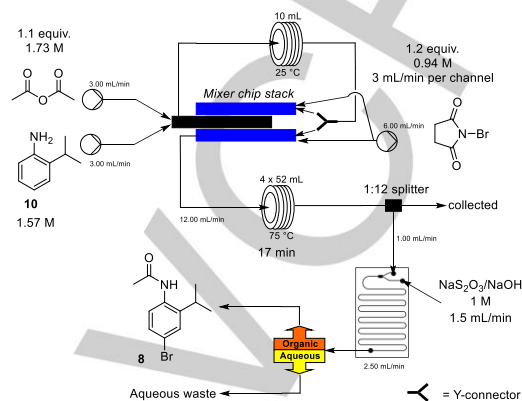 10 mL
25 °C
1.1 equiv.
1.73 M
O
O
O
3.00 mL/min
Mixer chip stack
1.2 equiv.
0.94 M
3 mL/min per channel
NH2
10
1.57 M
3.00 mL/min
6.00 mL/min
O
N
Br
O
12.00 mL/min
4 x 52 mL
75 °C
17 min
1:12 splitter
collected
1.00 mL/min
O
NH
Br
8
NaS2O3/NaOH
1 M
1.5 mL/min
Organic
Aqueous
2.50 mL/min
Aqueous waste
= Y-connector